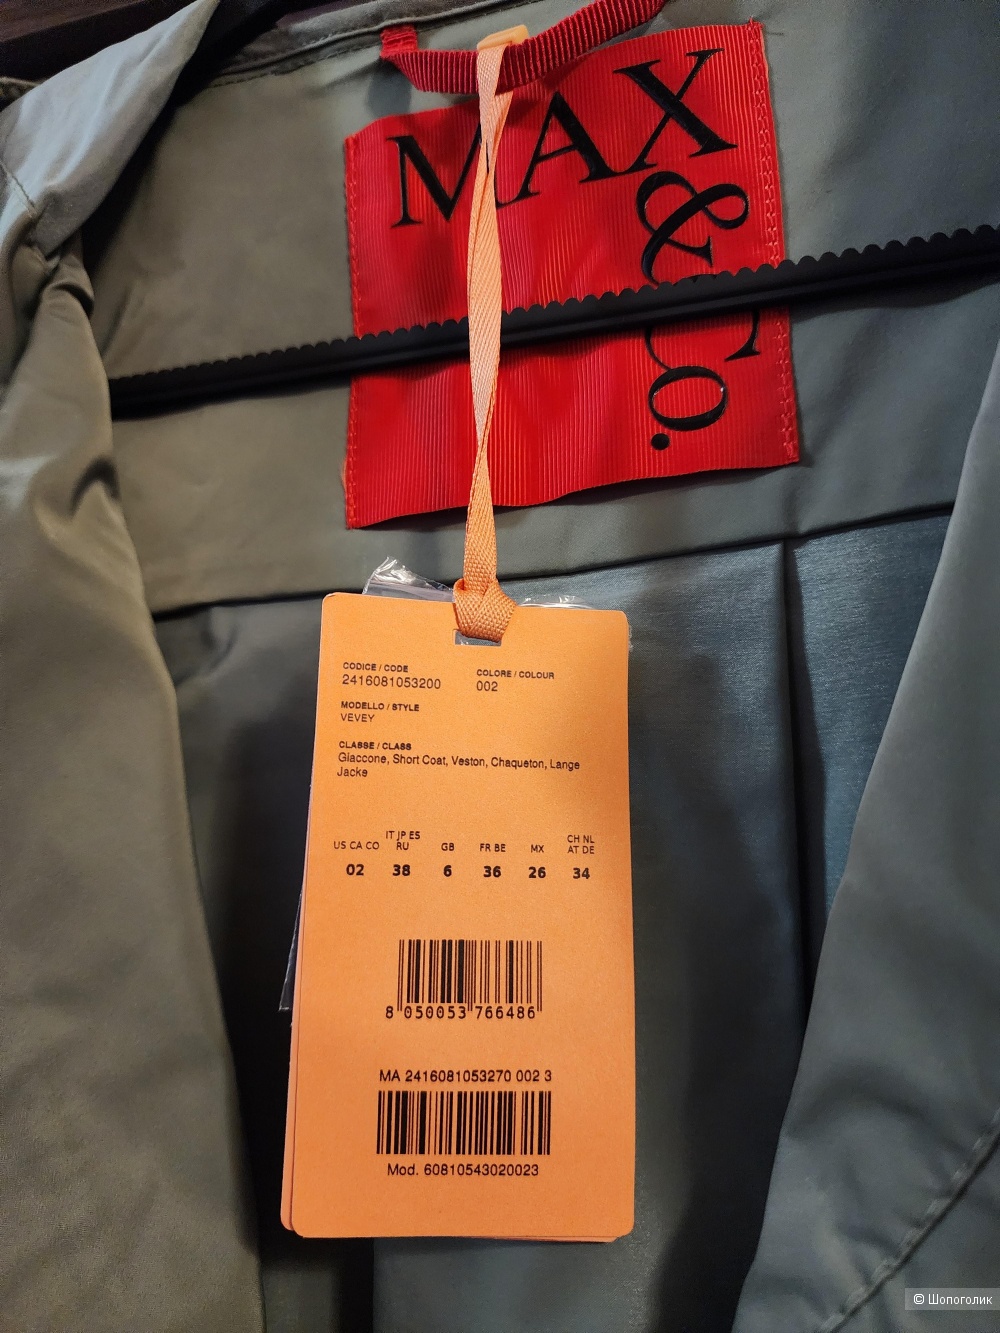 MAX
&
CO.
CODICE / CODE
2416081053200
COLORE / COLOUR
002
MODELLO / STYLE
VEVEY
CLASSE / CLASS
Giaccone, Short Coat, Veston, Chaqueton, Lange
Jacke
US CA CO
IT JP ES
RU
GB
FR BE
MX
CH NL
AT DE
02 38 6 36 26 34
8 050053 766486
MA 2416081053270 002 3
Mod. 60810543020023
© Шопоголик